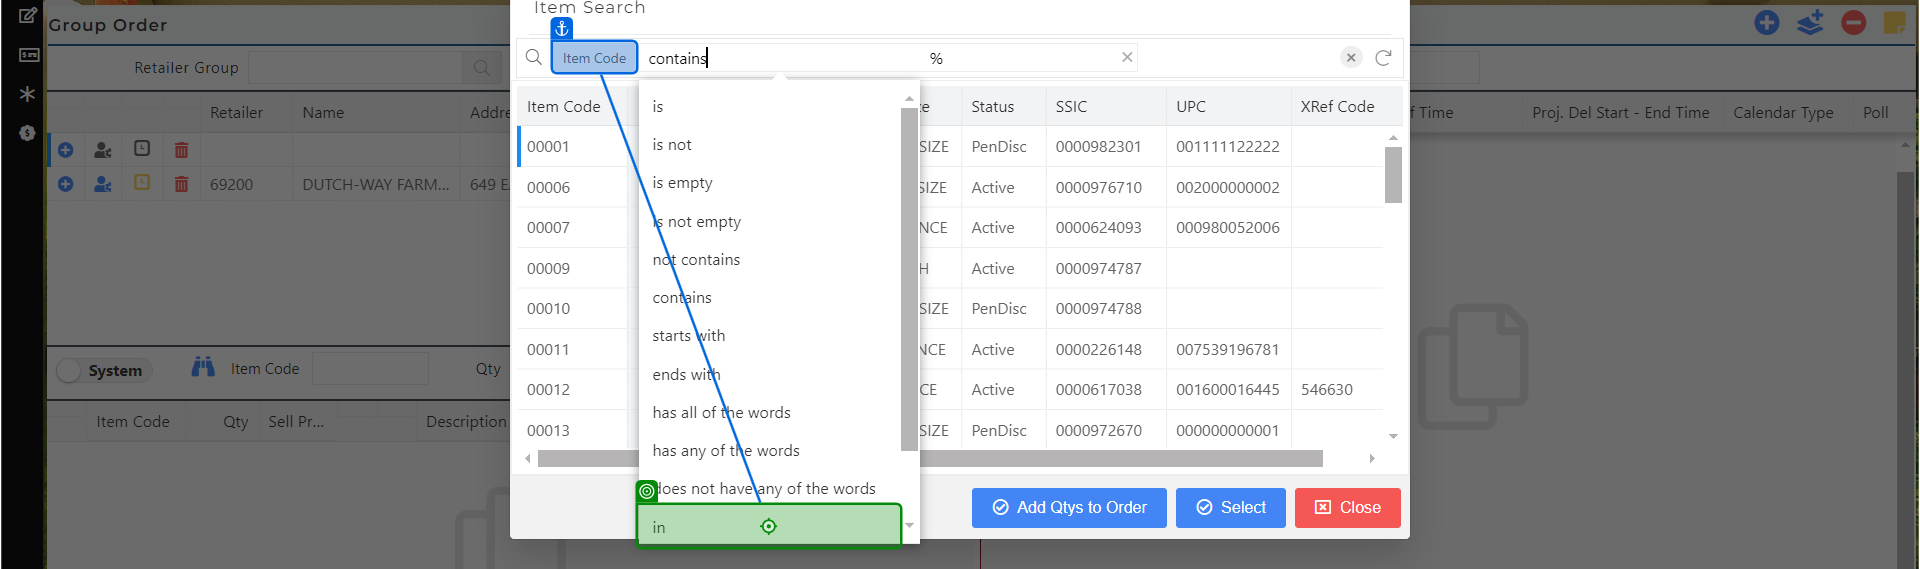 Item Search
Group Order
Item Code contains %
Retailer Group
Retailer Name Addre
69200 DUTCH-WAY FARM... 649 E
System Item Code Qty
Item Code Qty Sell Pr... Description
is
is not
is empty
is not empty
not contains
contains
starts with
ends with
has all of the words
has any of the words
does not have any of the words
in
Item Code Status SSIC UPC XRef Code
00001 SIZE PenDisc 0000982301 001111122222
00006 SIZE Active 0000976710 002000000002
00007 NCE Active 0000624093 000980052006
00009 H Active 0000974787
00010 SIZE PenDisc 0000974788
00011 NCE Active 0000226148 007539196781
00012 CE Active 0000617038 001600016445 546630
00013 SIZE PenDisc 0000972670 000000000001
Add Qtys to Order Select Close
f Time Proj. Del Start - End Time Calendar Type Poll